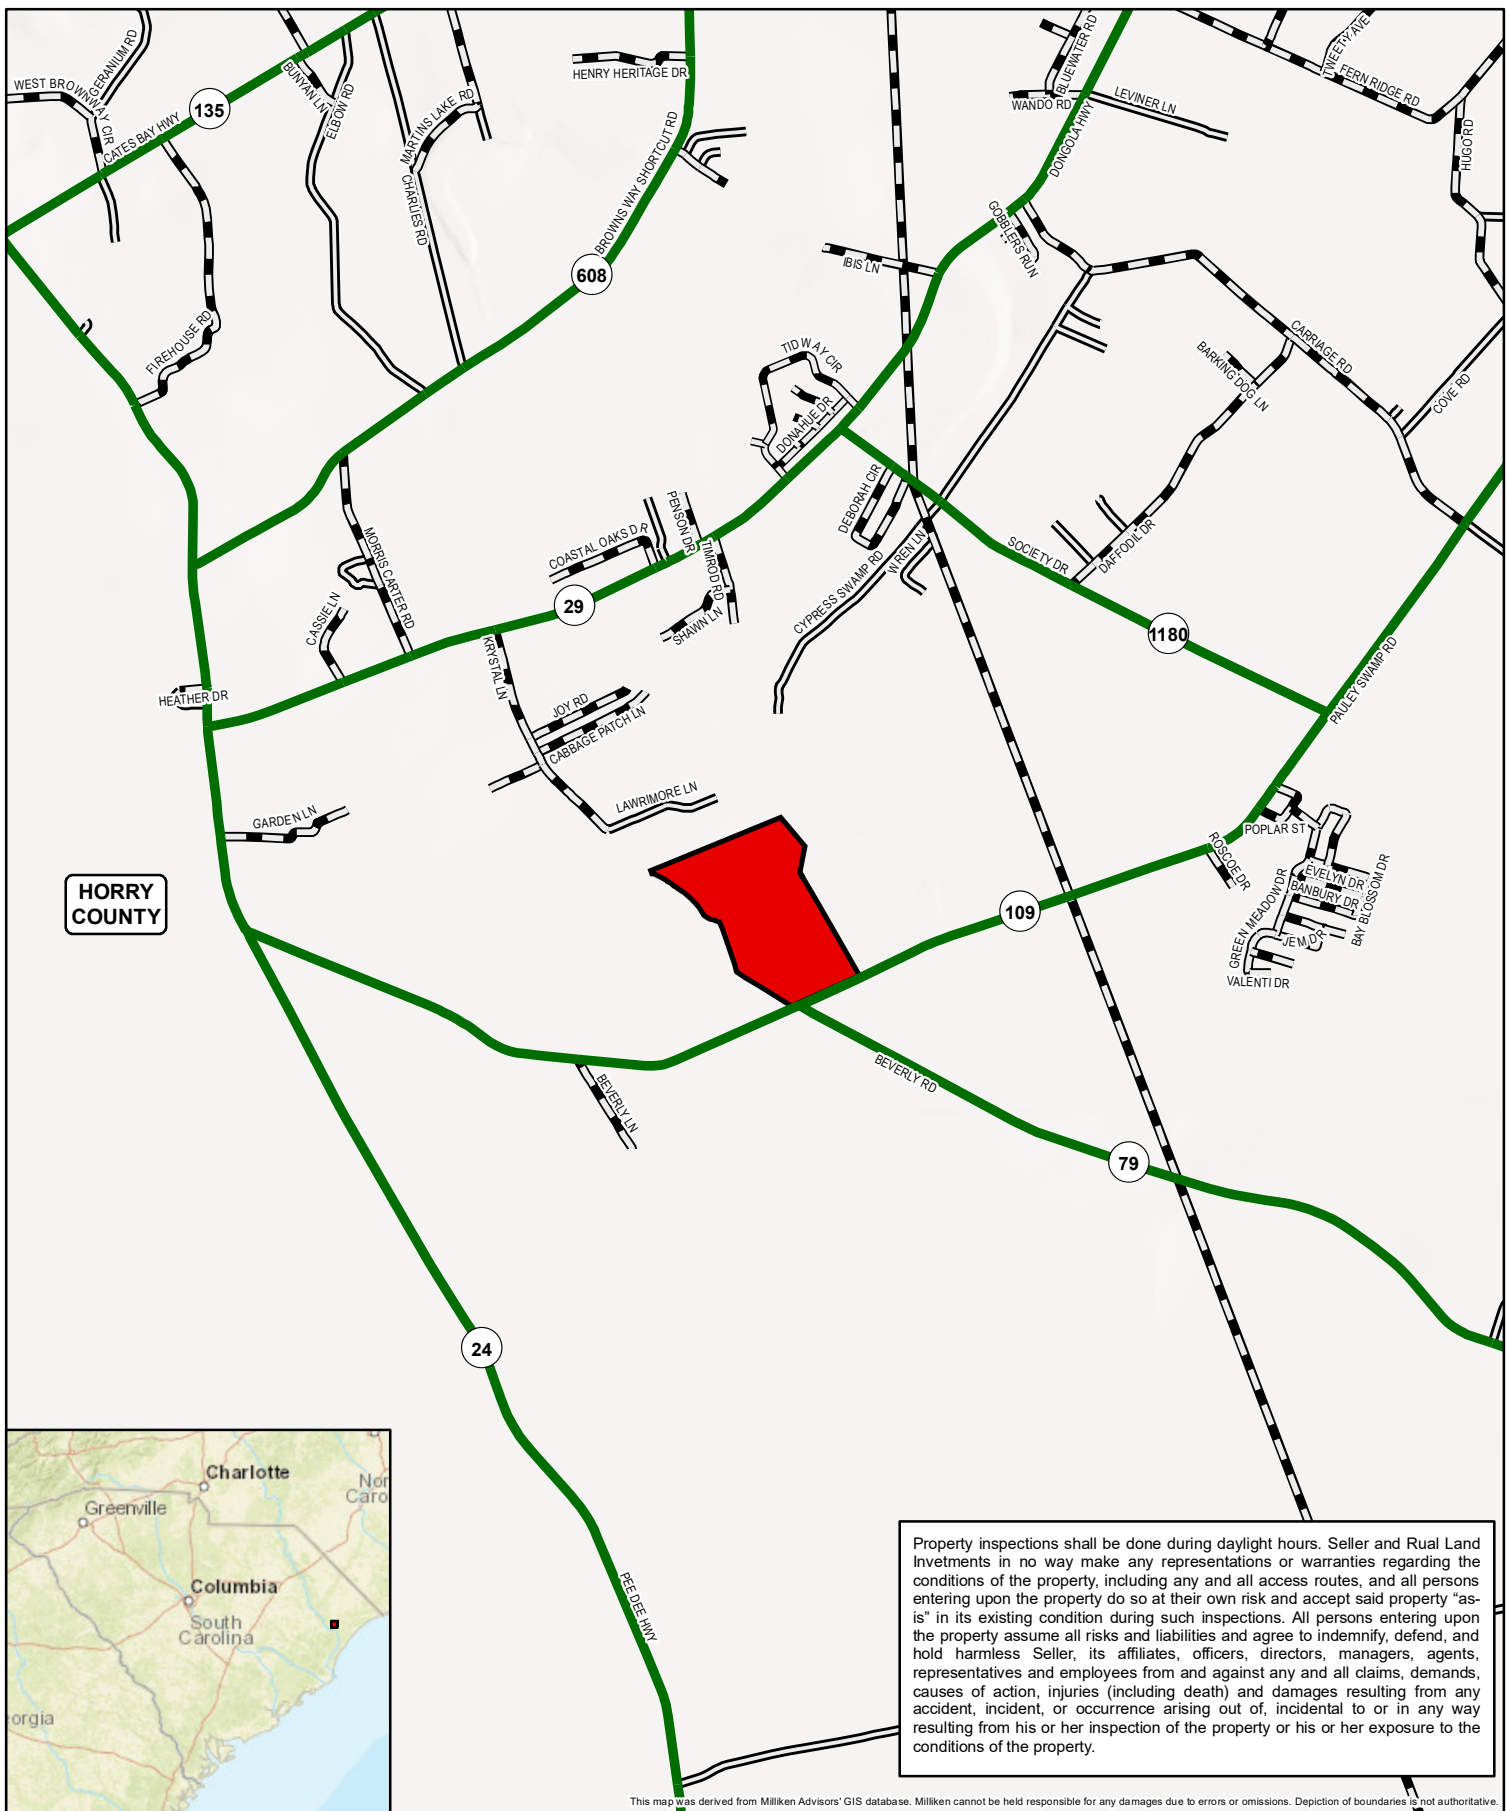 WEST BROWNWAY CIR
GERANIUM RD
CATES BAY HWY
135
BUNYAN LN
ELBOW RD
MARTINS LAKE RD
CHARLIES RD
HENRY HERITAGE DR
BROWNS WAY SHORTCUT RD
608
BLUEWATER RD
WANDO RD
LEVINER LN
DONGOLA HWY
TWEETY AVE
FERN RIDGE RD
HUGO RD
GOBBLERS RUN
IBIS LN
FIREHOUSE RD
TIDWAY CIR
DONAHUE DR
CARRIAGE RD
BARKING DOG LN
COVE RD
DEBORAH CIR
PENSON DR
COASTAL OAKS DR
TIMROD RD
SHAWN LN
29
MORRIS CARTER RD
CASSIE LN
WREN LN
CYPRESS SWAMP RD
SOCIETY DR
DAFFODIL DR
1180
PAULEY SWAMP RD
HEATHER DR
KRYSTAL LN
JOY RD
CABBAGE PATCH LN
LAWRIMORE LN
GARDEN LN
HORRY
COUNTY
POPLAR ST
ROSCOE DR
EVELYN DR
BANBURY DR
BAY BLOSSOM DR
GREEN MEADOW DR
JEM DR
VALENTI DR
109
BEVERLY RD
BEVERLY LN
79
24
PEE DEE HWY
Charlotte
Nor
Caro
Greenville
Columbia
South
Carolina
orgia
Property inspections shall be done during daylight hours. Seller and Rual Land
Invetments in no way make any representations or warranties regarding the
conditions of the property, including any and all access routes, and all persons
entering upon the property do so at their own risk and accept said property “as-
is” in its existing condition during such inspections. All persons entering upon
the property assume all risks and liabilities and agree to indemnify, defend, and
hold harmless Seller, its affiliates, officers, directors, managers, agents,
representatives and employees from and against any and all claims, demands,
causes of action, injuries (including death) and damages resulting from any
accident, incident, or occurrence arising out of, incidental to or in any way
resulting from his or her inspection of the property or his or her exposure to the
conditions of the property.
This map was derived from Milliken Advisors' GIS database. Milliken cannot be held responsible for any damages due to errors or omissions. Depiction of boundaries is not authoritative.